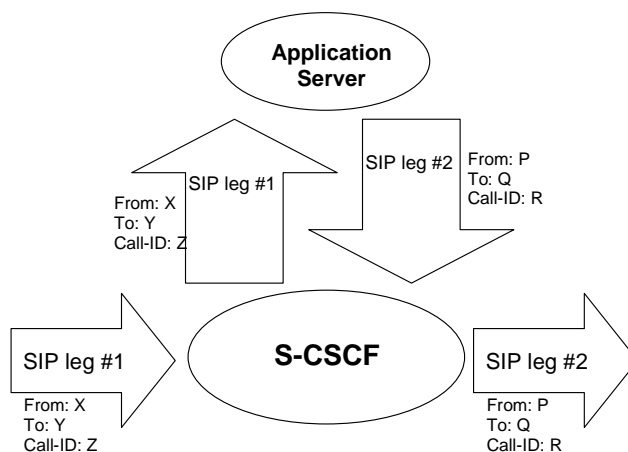 Application
Server
SIP leg #1
From: X
To: Y
Call-ID: Z
SIP leg #2
From: P
To: Q
Call-ID: R
SIP leg #1
From: X
To: Y
Call-ID: Z
S-CSCF
SIP leg #2
From: P
To: Q
Call-ID: R